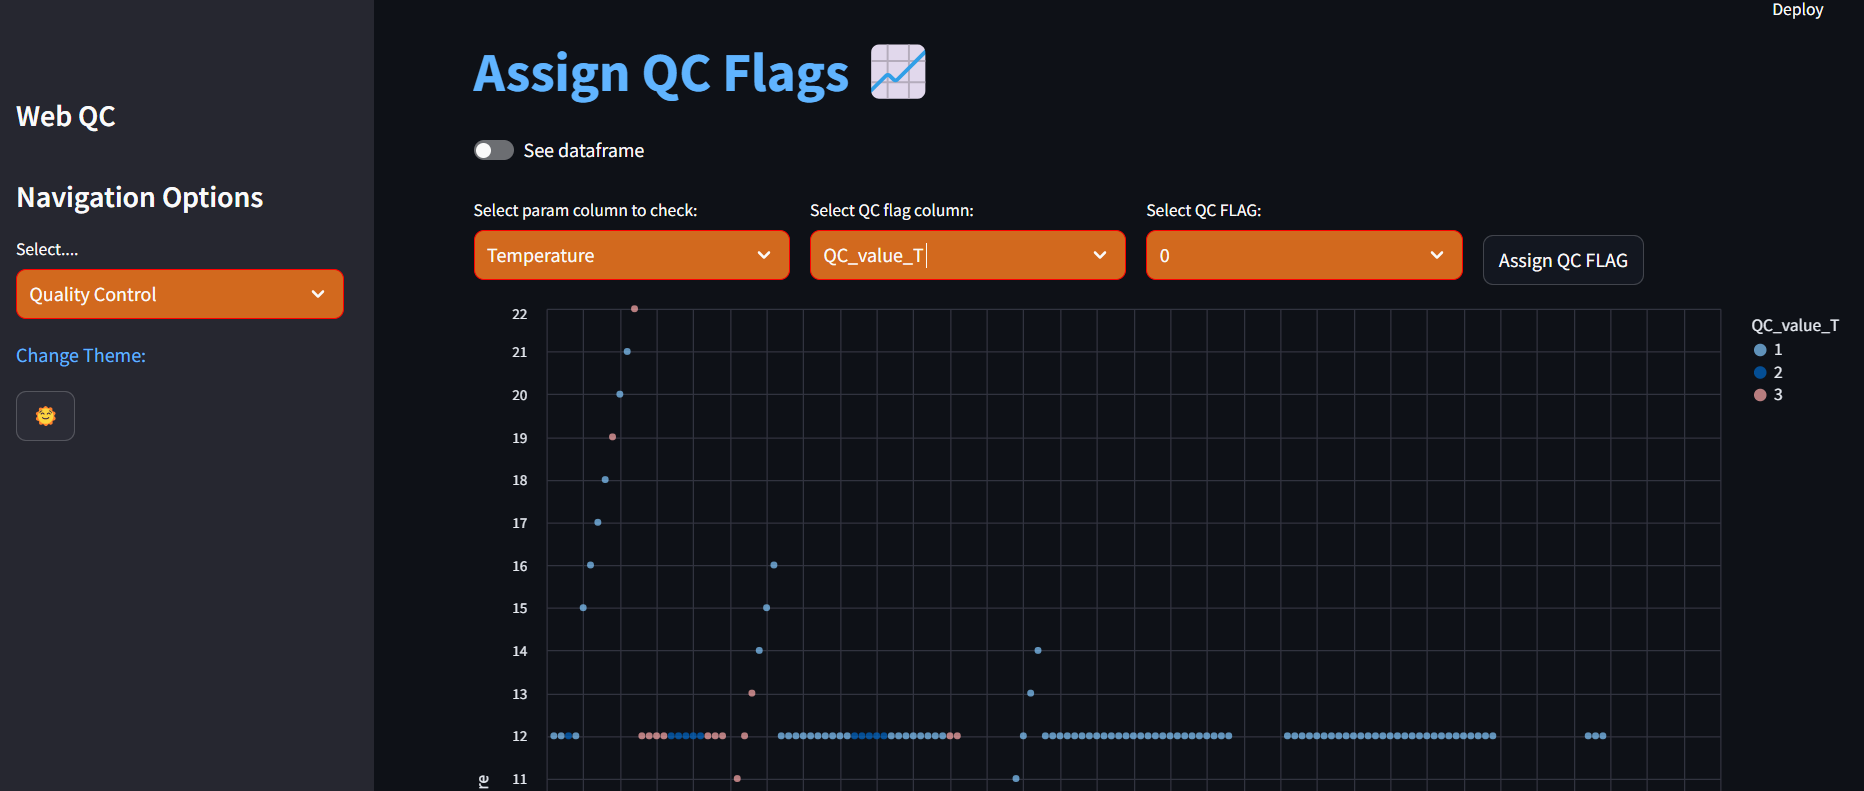 Deploy
Web QC
Navigation Options
Select....
Quality Control
Change Theme:
Assign QC Flags
See dataframe
Select param column to check:
Select QC flag column:
Select QC FLAG:
Temperature
QC_value_T
0
Assign QC FLAG
22
21
20
19
18
17
16
15
14
13
12
11
re
QC_value_T
1
2
3